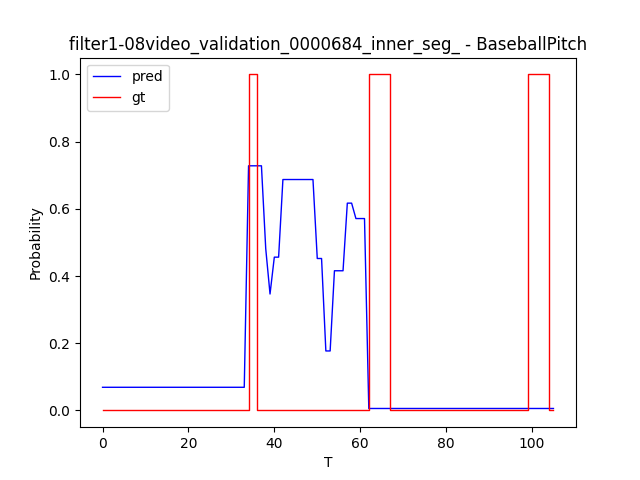 filter1-08video_validation_0000684_inner_seg_ - BaseballPitch
pred
gt
1.0
0.8
0.6
0.4
0.2
0.0
Probability
0 20 40 60 80 100
T